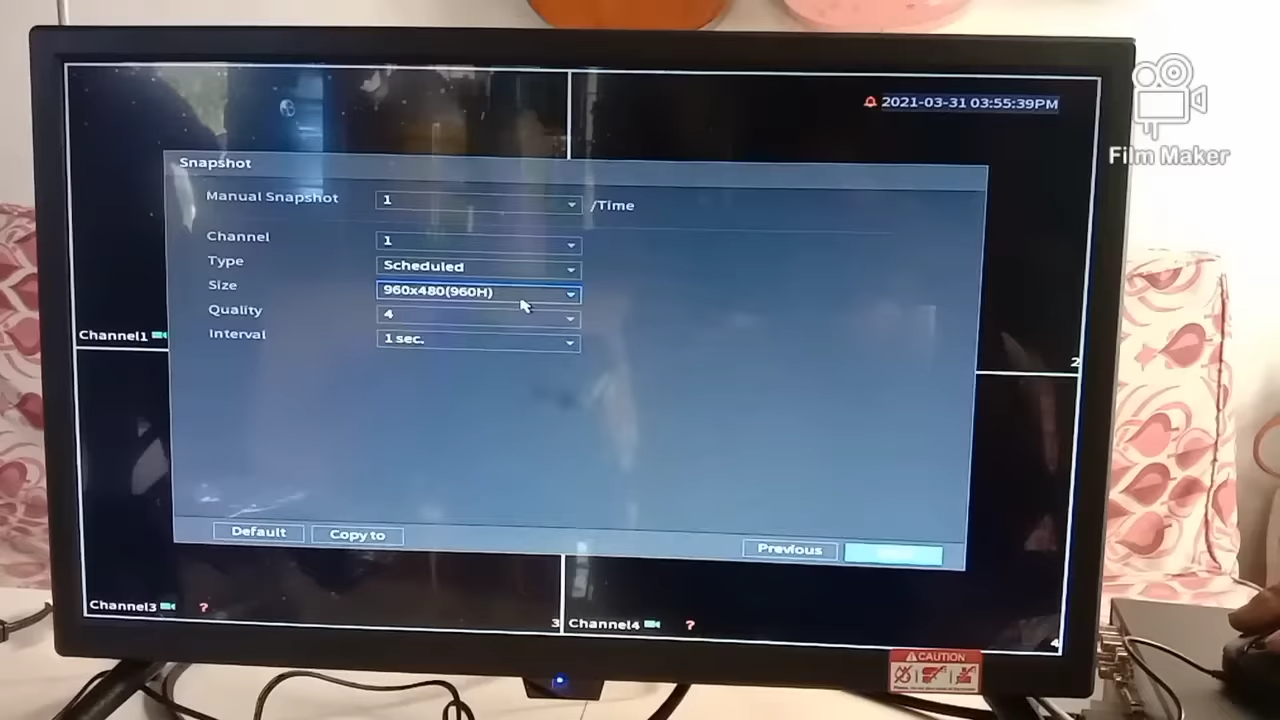 2021-03-31 03:55:39PM
Film Maker
Snapshot
Manual Snapshot 1 /Time
Channel 1
Type Scheduled
Size 960x480(960H)
Quality 4
Interval 1 sec.
Channel1
2
Default Copy to Previous
Channel3 ? 3 Channel4 ? 4
CAUTION